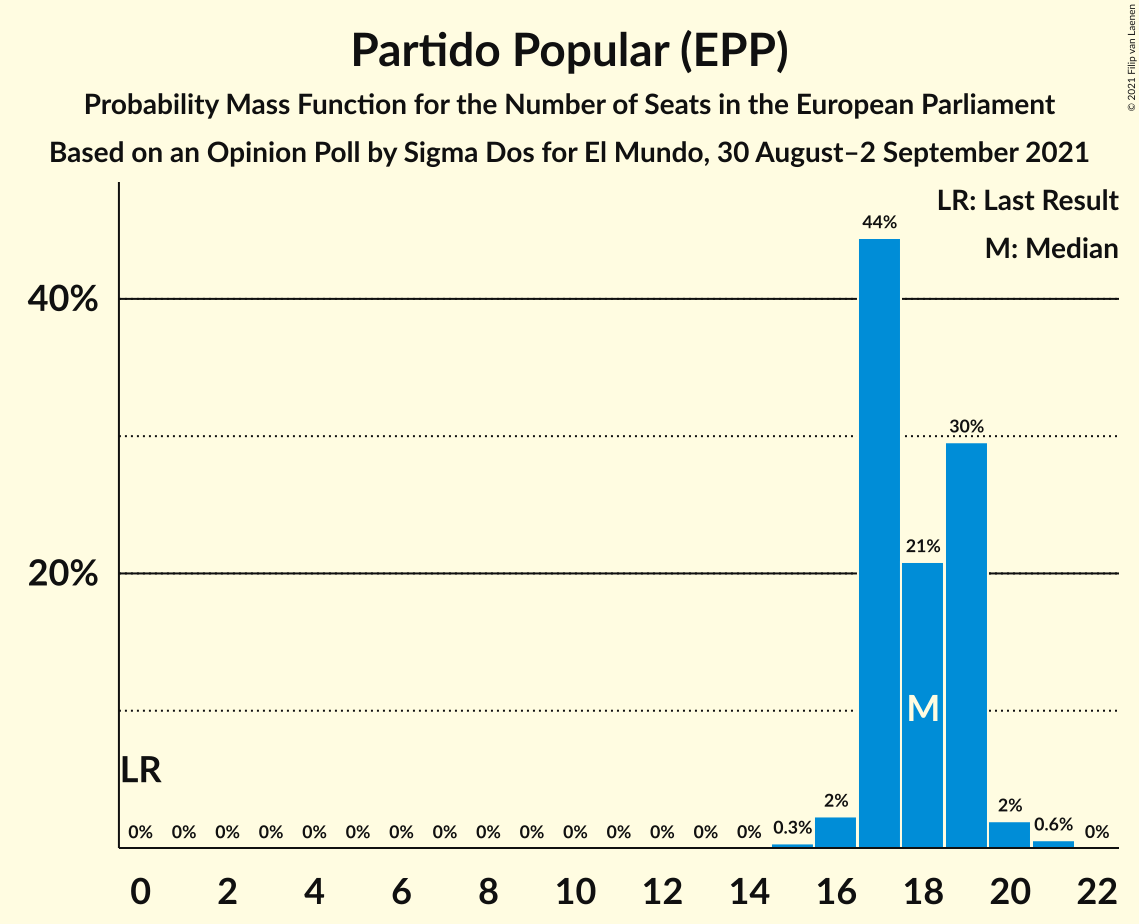 Partido Popular (EPP)
Probability Mass Function for the Number of Seats in the European Parliament
Based on an Opinion Poll by Sigma Dos for El Mundo, 30 August–2 September 2021
© 2021 Filip van Laenen
LR: Last Result
M: Median
44%
40%
30%
21%
20%
M
LR
0% 0% 0% 0% 0% 0% 0% 0% 0% 0% 0% 0% 0% 0% 0% 0.3% 2% 2% 0.6% 0%
0 2 4 6 8 10 12 14 16 18 20 22